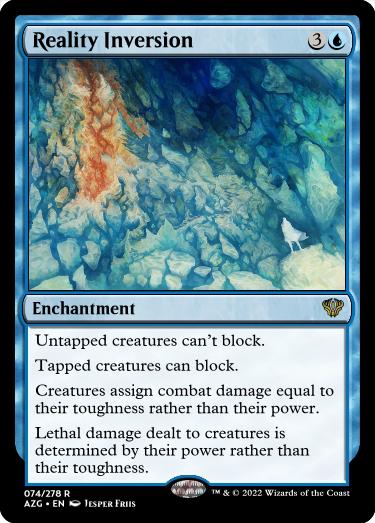 Reality Inversion 3
Enchantment
Untapped creatures can't block.
Tapped creatures can block.
Creatures assign combat damage equal to
their toughness rather than their power.
Lethal damage dealt to creatures is
determined by their power rather than
their toughness.
074/278 R
AZG • EN JESPER FRIIS
™ & © 2022 Wizards of the Coast